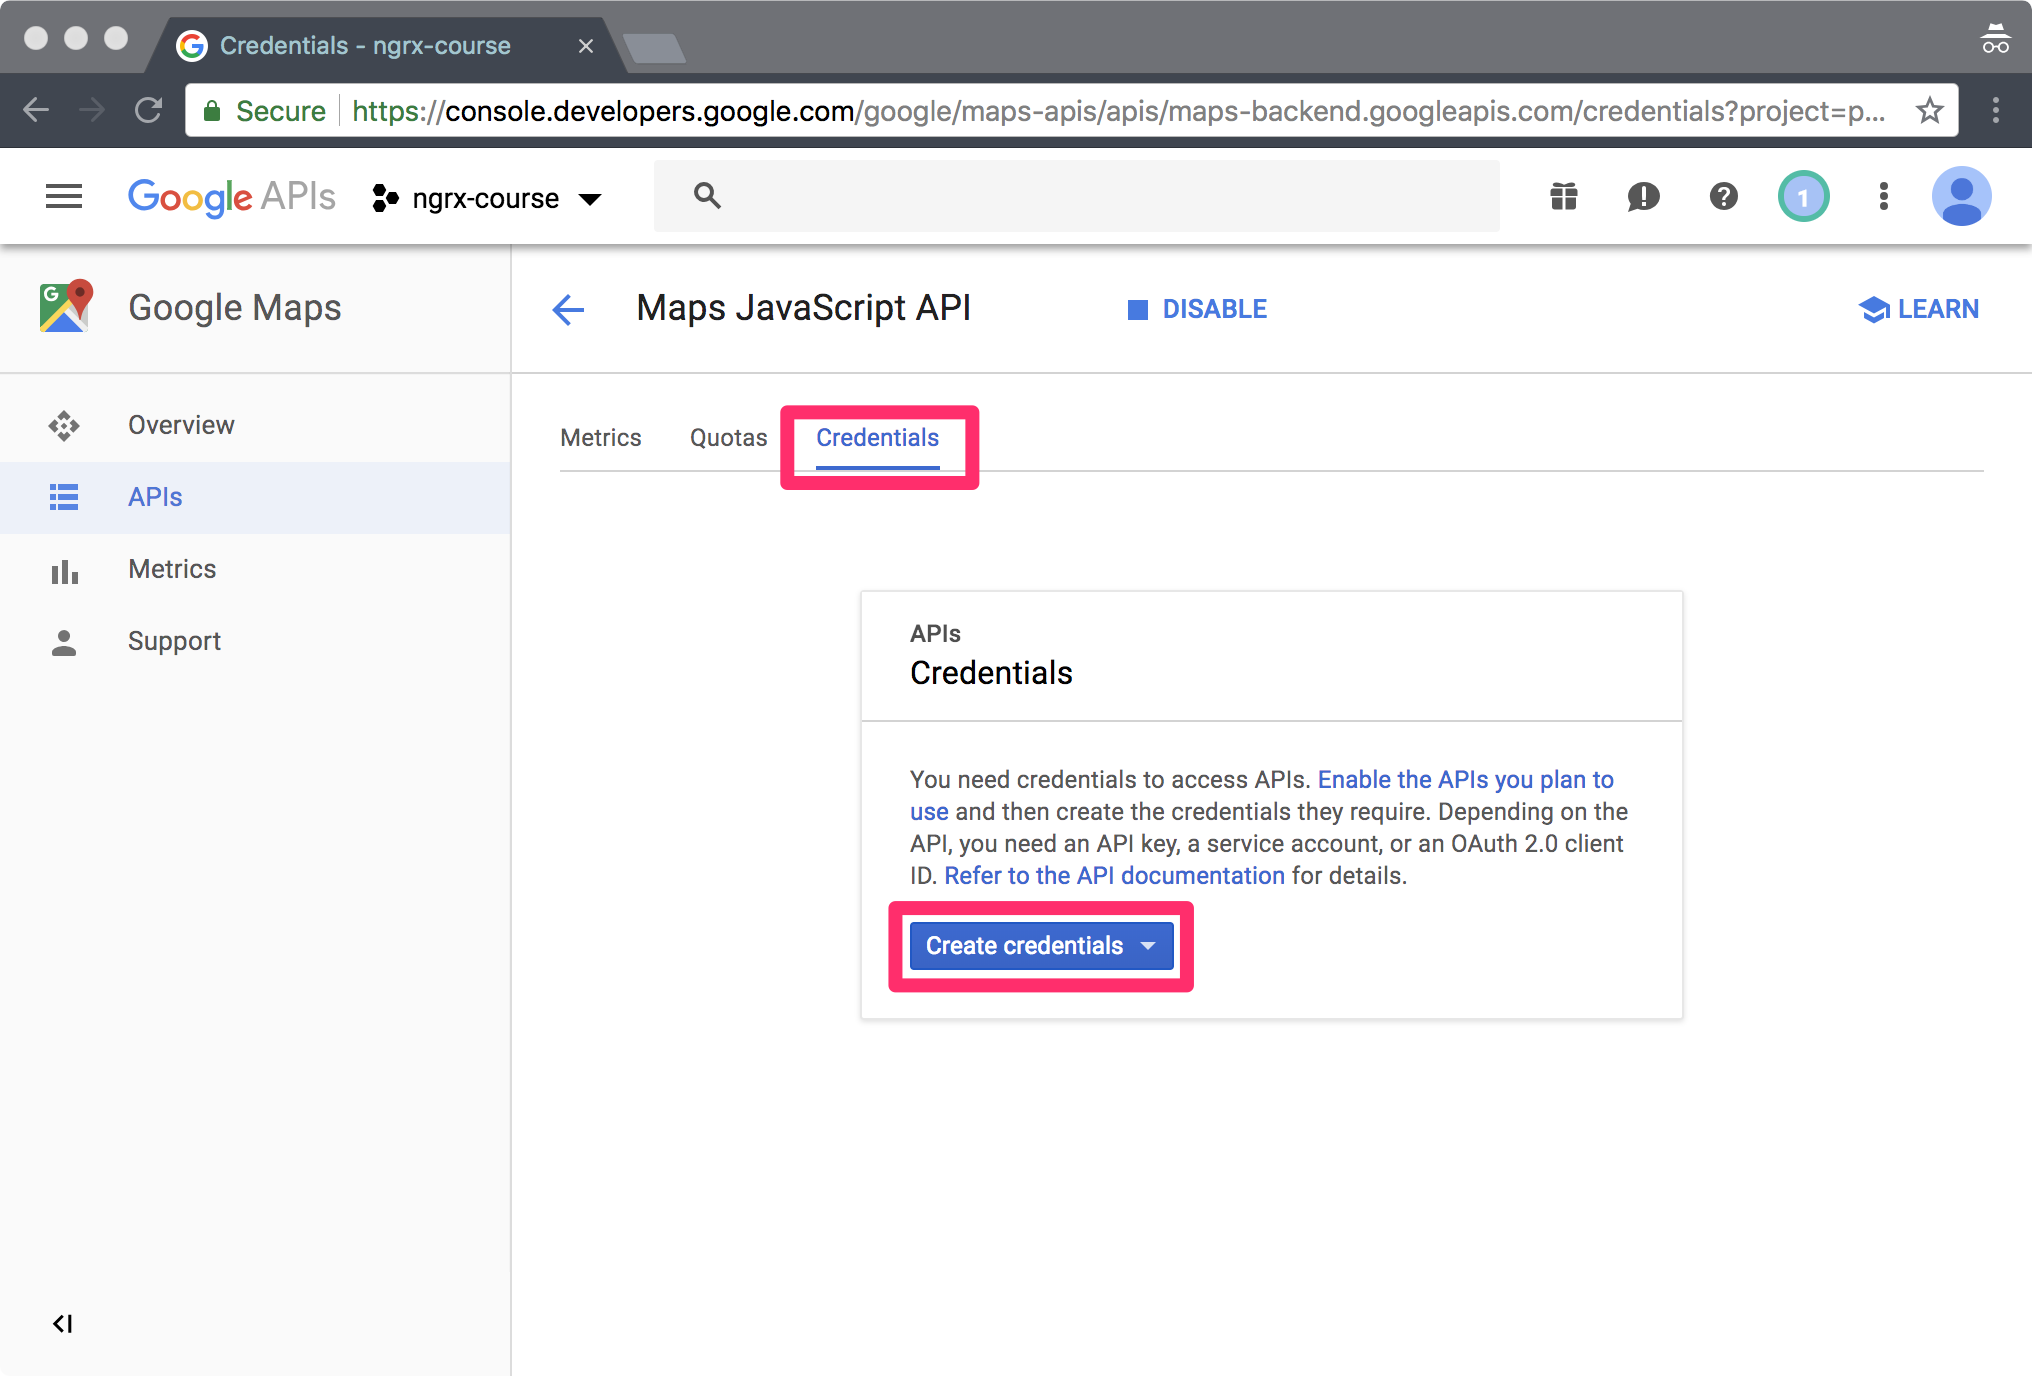 Credentials - ngrx-course
Secure https://console.developers.google.com/google/maps-apis/apis/maps-backend.googleapis.com/credentials?project=p...
Google APIs ngrx-course 1
Google Maps
Maps JavaScript API DISABLE LEARN
Overview
APIs
Metrics
Support
Metrics Quotas Credentials
APIs
Credentials
You need credentials to access APIs. Enable the APIs you plan to
use and then create the credentials they require. Depending on the
API, you need an API key, a service account, or an OAuth 2.0 client
ID. Refer to the API documentation for details.
Create credentials